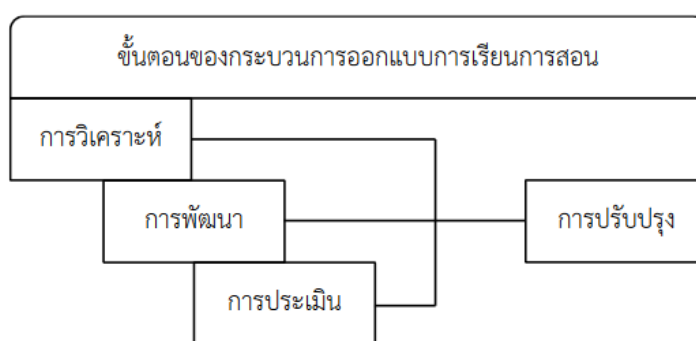 ขั้นตอนของกระบวนการออกแบบการเรียนการสอน
การวิเคราะห์
การพัฒนา
การปรับปรุง
การประเมิน